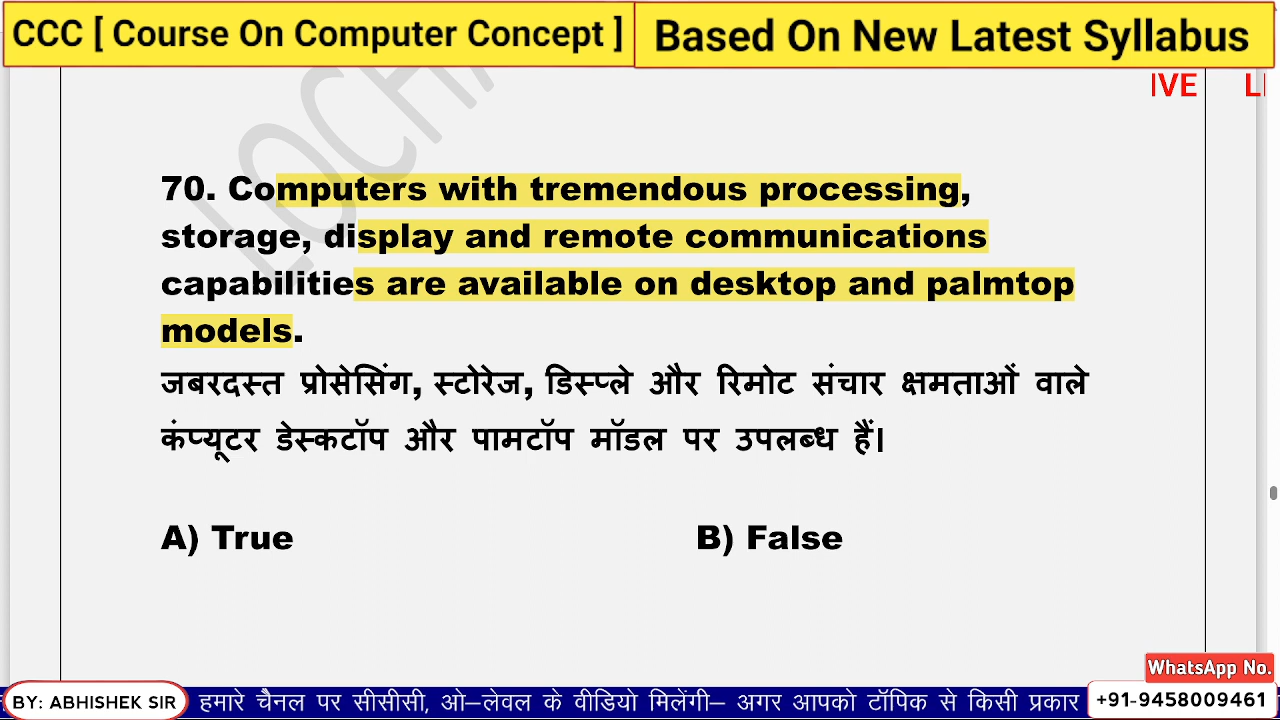 CCC [ Course On Computer Concept ]
Based On New Latest Syllabus
IVE
70. Computers with tremendous processing,
storage, display and remote communications
capabilities are available on desktop and palmtop
models.
जबरदस्त प्रोसेसिंग, स्टोरेज, डिस्प्ले और रिमोट संचार क्षमताओं वाले
कंप्यूटर डेस्कटॉप और पामटॉप मॉडल पर उपलब्ध हैं।
A) True
B) False
WhatsApp No.
BY: ABHISHEK SIR
हमारे चैनल पर सीसीसी, ओ–लेवल के वीडियो मिलेंगी– अगर आपको टॉपिक से किसी प्रकार
+91-9458009461